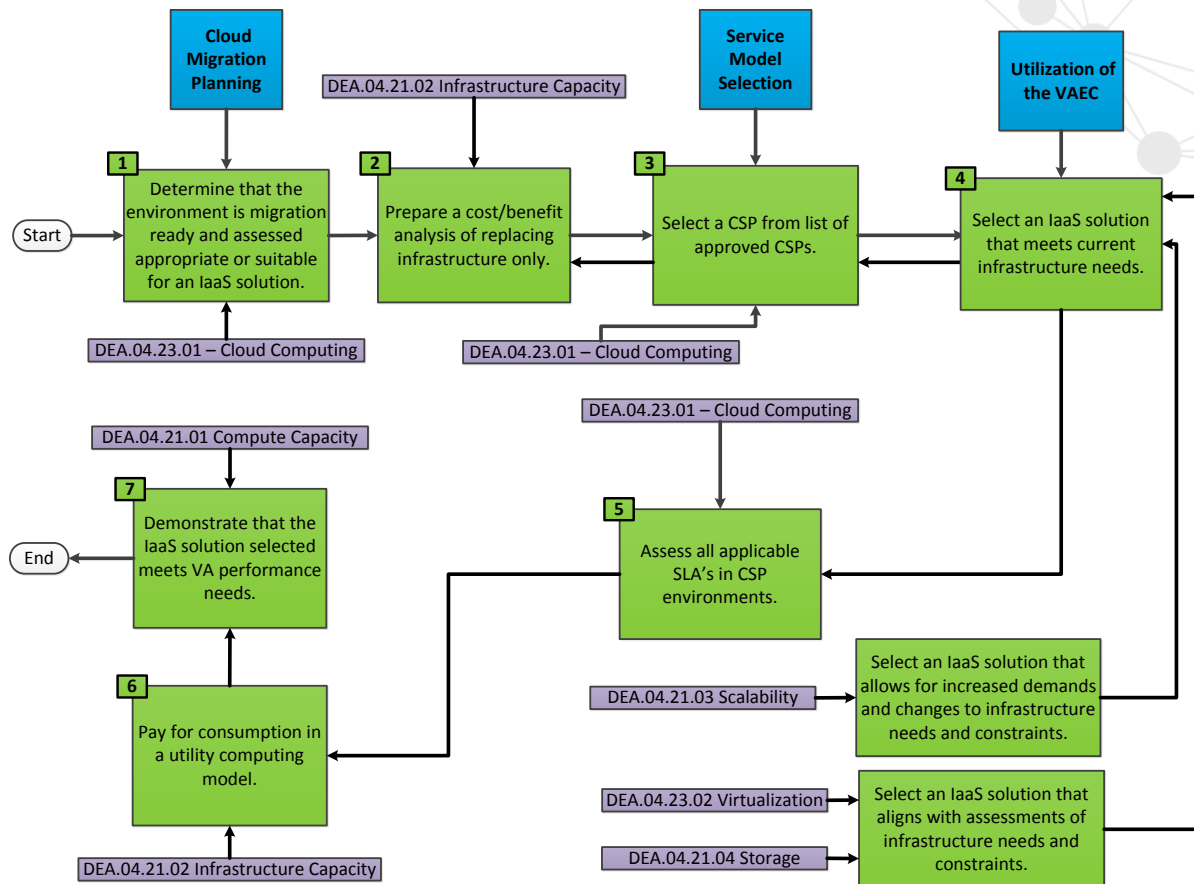 Cloud
Migration
Planning
Service
Model
Selection
Utilization of
the VAEC
DEA.04.21.02 Infrastructure Capacity
1
Determine that the
environment is migration
ready and assessed
appropriate or suitable
for an IaaS solution.
2
Prepare a cost/benefit
analysis of replacing
infrastructure only.
3
Select a CSP from list of
approved CSPs.
4
Select an IaaS solution
that meets current
infrastructure needs.
Start
DEA.04.23.01 – Cloud Computing
DEA.04.23.01 – Cloud Computing
DEA.04.23.01 – Cloud Computing
DEA.04.21.01 Compute Capacity
7
Demonstrate that the
IaaS solution selected
meets VA performance
needs.
End
5
Assess all applicable
SLA's in CSP
environments.
6
Pay for consumption in
a utility computing
model.
DEA.04.21.02 Infrastructure Capacity
DEA.04.21.03 Scalability
Select an IaaS solution that
allows for increased demands
and changes to infrastructure
needs and constraints.
DEA.04.23.02 Virtualization
DEA.04.21.04 Storage
Select an IaaS solution that
aligns with assessments of
infrastructure needs and
constraints.